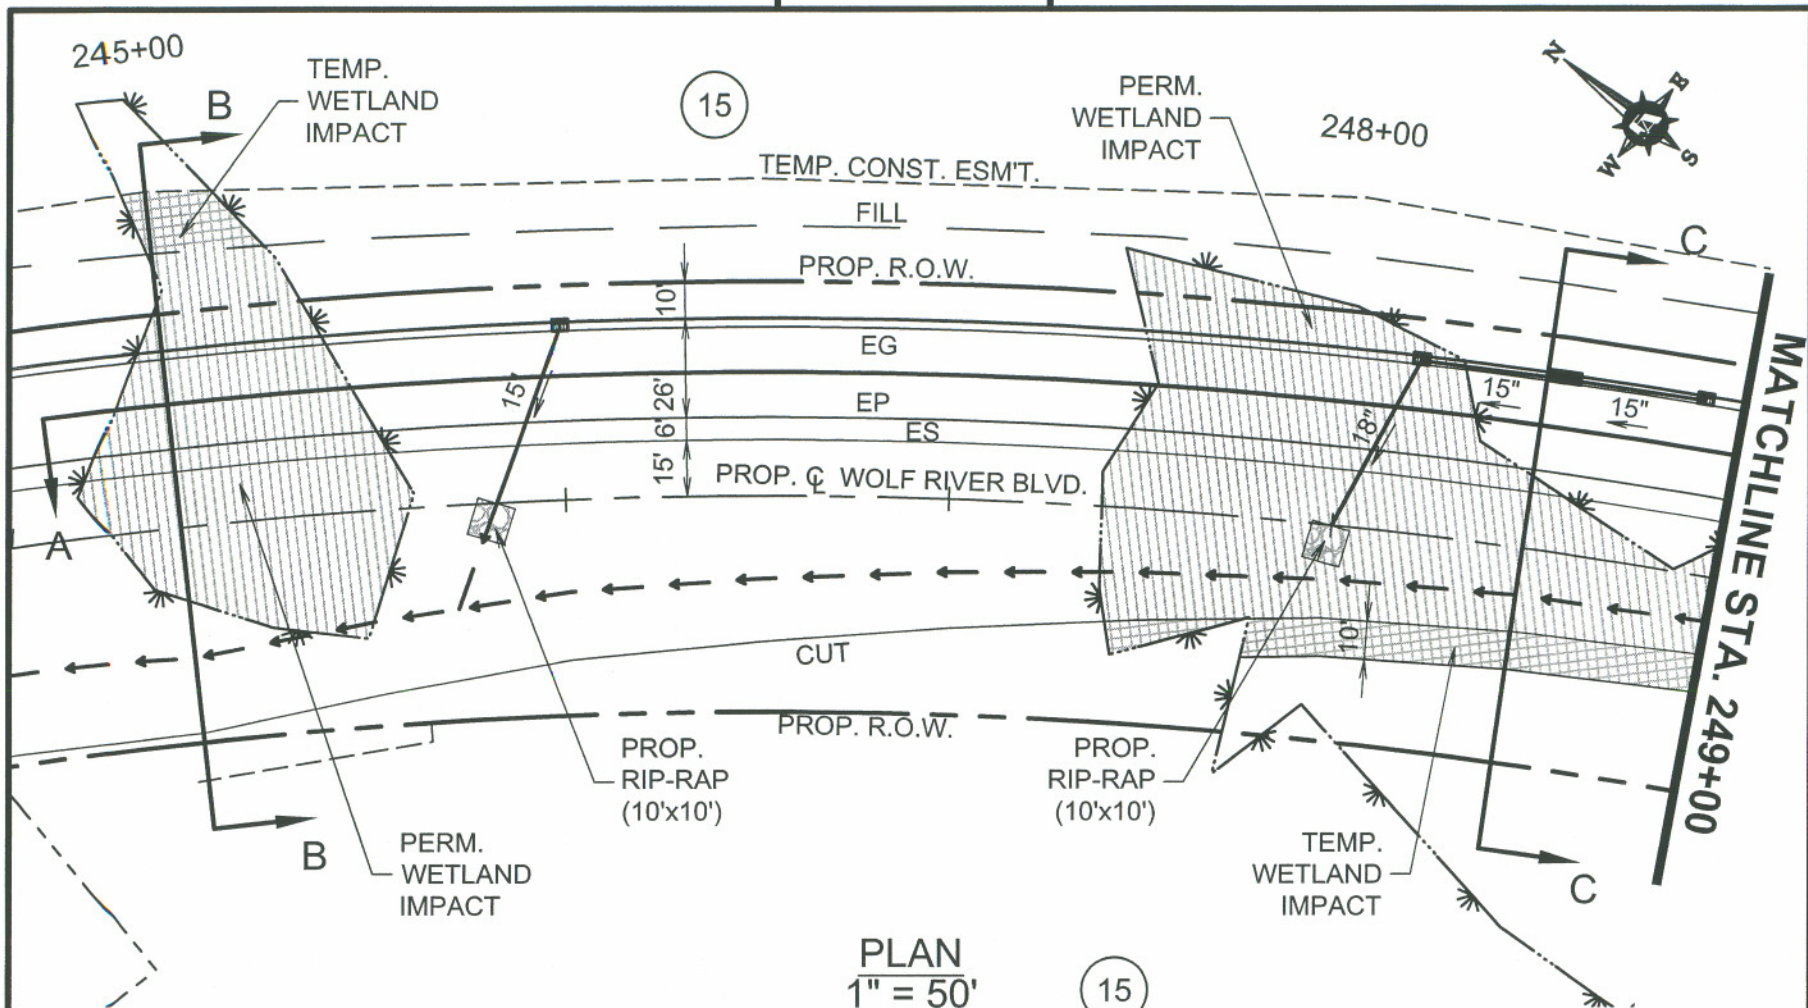 245+00
TEMP.
WETLAND
IMPACT
B
15
PERM.
WETLAND
IMPACT
248+00
N
E
W
S
TEMP. CONST. ESM'T.
FILL
C
PROP. R.O.W.
10'
EG
15"
26'
EP
6'
ES
15'
PROP. ℄ WOLF RIVER BLVD.
18"
15"
15"
MATCHLINE STA. 249+00
A
10'
CUT
PROP. R.O.W.
PROP.
RIP-RAP
(10'x10')
PROP.
RIP-RAP
(10'x10')
B
PERM.
WETLAND
IMPACT
TEMP.
WETLAND
IMPACT
C
PLAN
1" = 50'
15